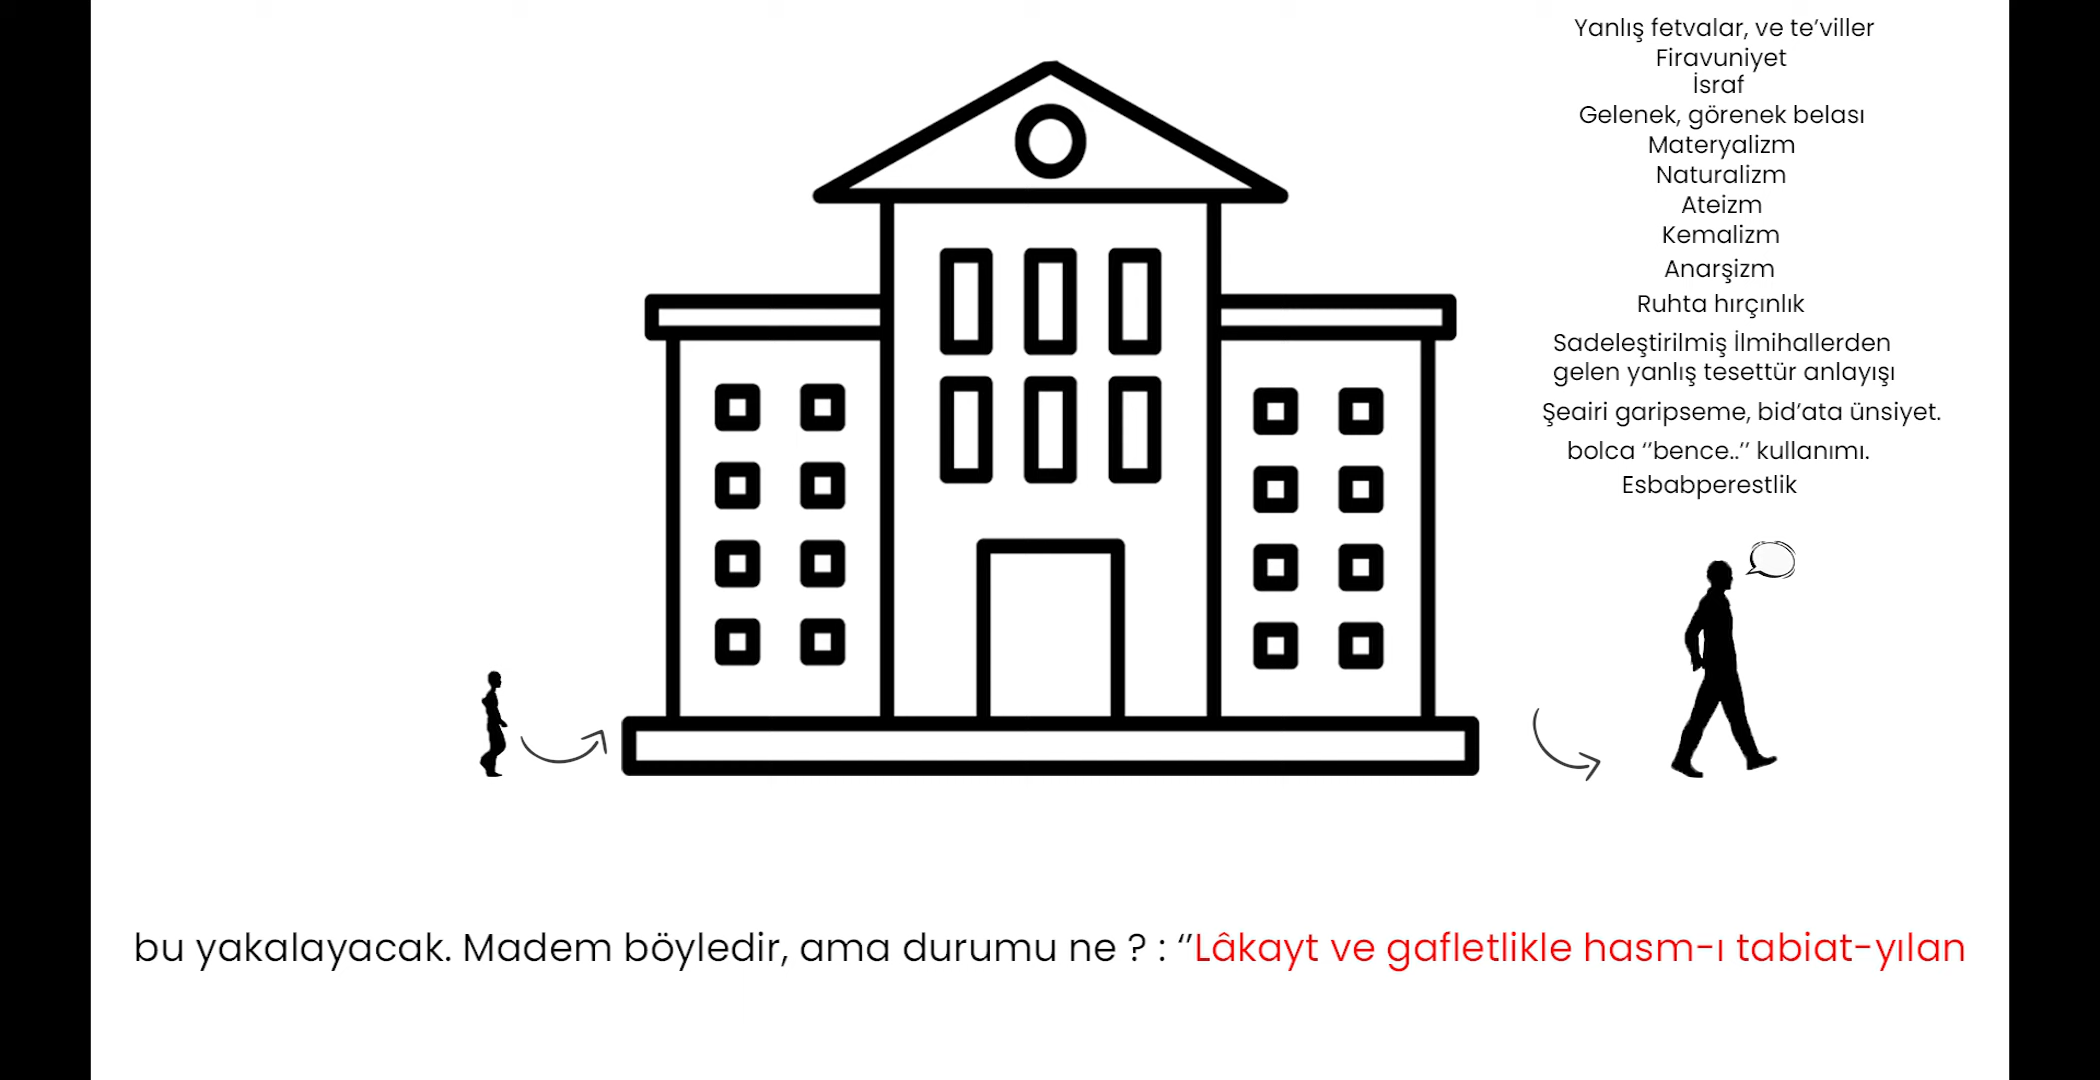 Yanlış fetvalar, ve te’viller
Firavuniyet
İsraf
Gelenek, görenek belası
Materyalizm
Naturalizm
Ateizm
Kemalizm
Anarşizm
Ruhta hırçınlık
Sadeleştirilmiş İlmihallerden
gelen yanlış tesettür anlayışı
Şeairi garipseme, bid’ata ünsiyet.
bolca ‘’bence..’’ kullanımı.
Esbabperestlik
bu yakalayacak. Madem böyledir, ama durumu ne ? : ‘’Lâkayt ve gafletlikle hasm-ı tabiat-yılan